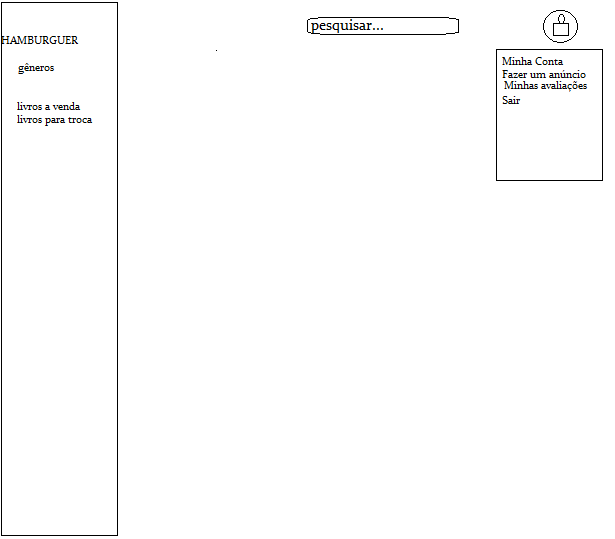 HAMBURGUER
gêneros
livros a venda
livros para troca
pesquisar...
Minha Conta
Fazer um anúncio
Minhas avaliações
Sair